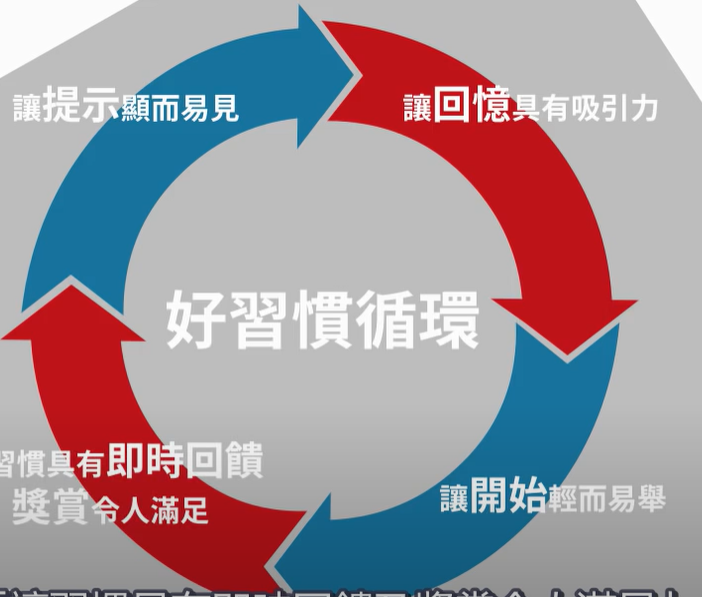 讓提示顯而易見
讓回憶具有吸引力
好習慣循環
習慣具有即時回饋
獎賞令人滿足
讓開始輕而易舉